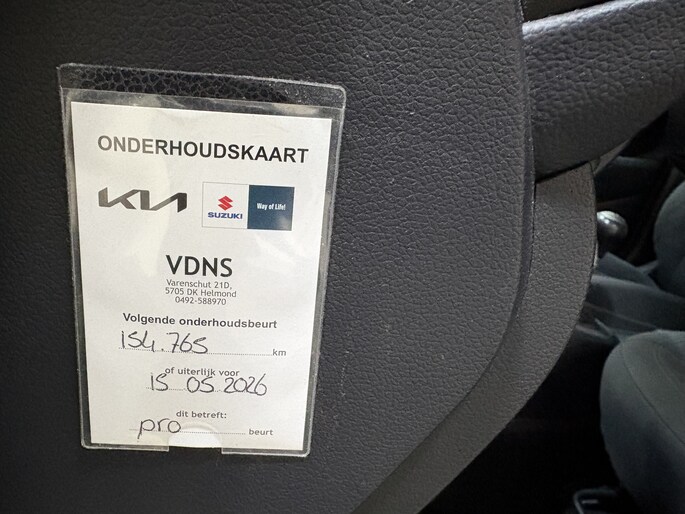 ONDERHOUDSKAART
KIA
SUZUKI
Way of Life!
VDNS
Varenschut 21D,
5705 DK Helmond
0492-588970
Volgende onderhoudsbeurt
154.765 km
of uiterlijk voor
15 05 2026
dit betreft:
pro beurt